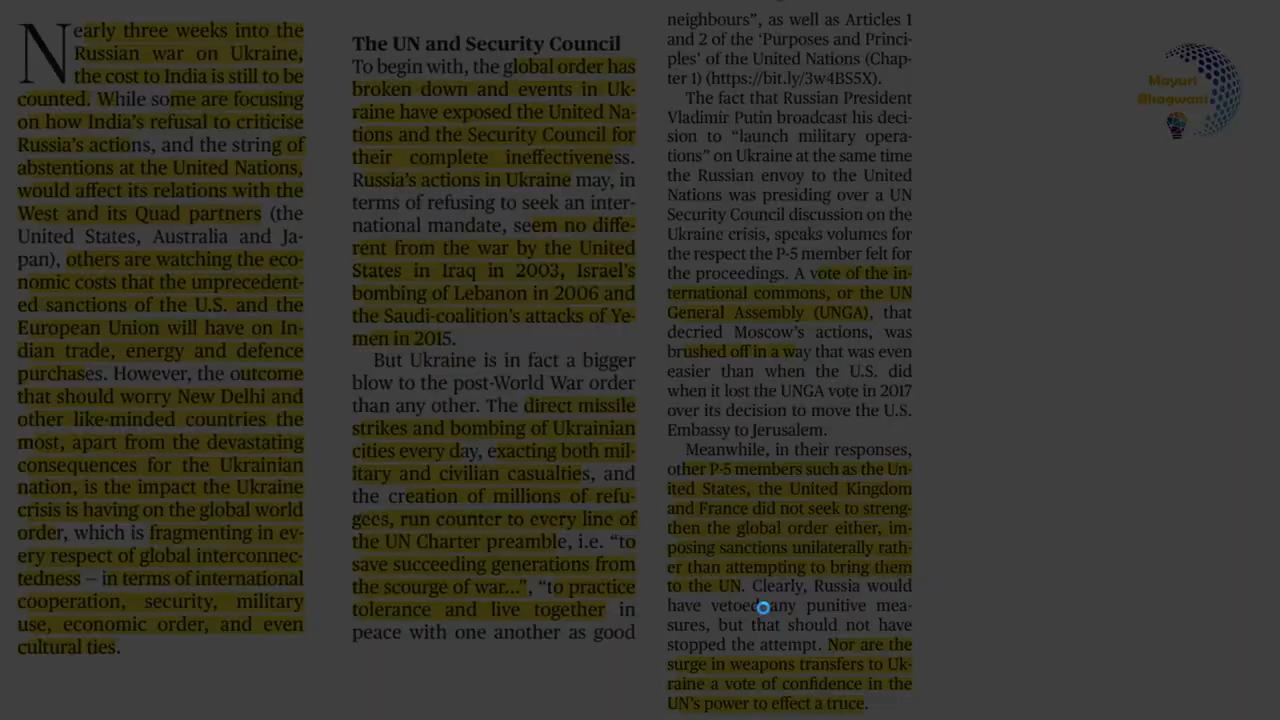 Nearly three weeks into the
Russian war on Ukraine,
the cost to India is still to be
counted. While some are focusing
on how India's refusal to criticise
Russia's actions, and the string of
abstentions at the United Nations,
would affect its relations with the
West and its Quad partners (the
United States, Australia and Ja-
pan), others are watching the eco-
nomic costs that the unprecedent-
ed sanctions of the U.S. and the
European Union will have on In-
dian trade, energy and defence
purchases. However, the outcome
that should worry New Delhi and
other like-minded countries the
most, apart from the devastating
consequences for the Ukrainian
nation, is the impact the Ukraine
crisis is having on the global world
order, which is fragmenting in ev-
ery respect of global interconnec-
tedness – in terms of international
cooperation, security, military
use, economic order, and even
cultural ties.
The UN and Security Council
To begin with, the global order has
broken down and events in Uk-
raine have exposed the United Na-
tions and the Security Council for
their complete ineffectiveness.
Russia's actions in Ukraine may, in
terms of refusing to seek an inter-
national mandate, seem no diffe-
rent from the war by the United
States in Iraq in 2003, Israel's
bombing of Lebanon in 2006 and
the Saudi-coalition's attacks of Ye-
men in 2015.
But Ukraine is in fact a bigger
blow to the post-World War order
than any other. The direct missile
strikes and bombing of Ukrainian
cities every day, exacting both mil-
itary and civilian casualties, and
the creation of millions of refu-
gees, run counter to every line of
the UN Charter preamble, i.e. "to
save succeeding generations from
the scourge of war...", "to practice
tolerance and live together in
peace with one another as good
neighbours", as well as Articles 1
and 2 of the 'Purposes and Princi-
ples' of the United Nations (Chap-
ter 1) (https://bit.ly/3w4BS5X).
The fact that Russian President
Vladimir Putin broadcast his deci-
sion to "launch military opera-
tions" on Ukraine at the same time
the Russian envoy to the United
Nations was presiding over a UN
Security Council discussion on the
Ukraine crisis, speaks volumes for
the respect the P-5 member felt for
the proceedings. A vote of the in-
ternational commons, or the UN
General Assembly (UNGA), that
decried Moscow's actions, was
brushed off in a way that was even
easier than when the U.S. did
when it lost the UNGA vote in 2017
over its decision to move the U.S.
Embassy to Jerusalem.
Meanwhile, in their responses,
other P-5 members such as the Un-
ited States, the United Kingdom
and France did not seek to streng-
then the global order either, im-
posing sanctions unilaterally rath-
er than attempting to bring them
to the UN. Clearly, Russia would
have vetoed any punitive mea-
sures, but that should not have
stopped the attempt. Nor are the
surge in weapons transfers to Uk-
raine a vote of confidence in the
UN's power to effect a truce.
Mayuri
Bhagwani